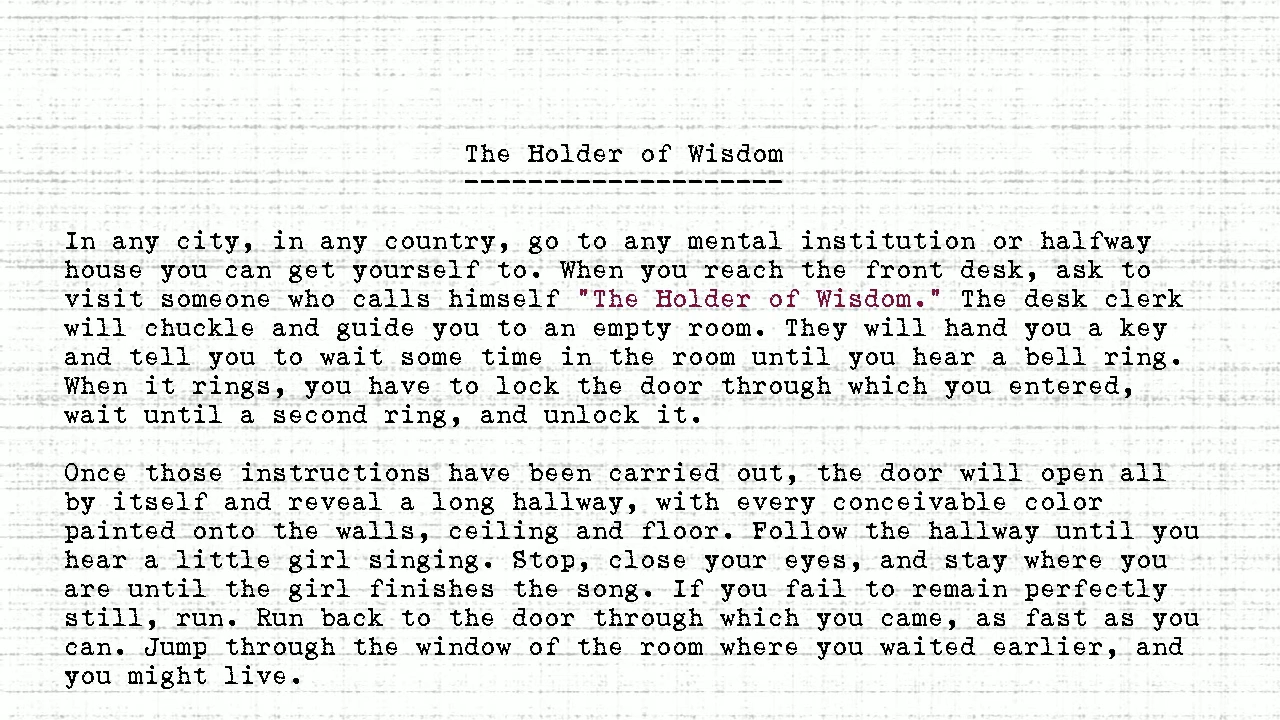 The Holder of Wisdom
--------------------
In any city, in any country, go to any mental institution or halfway
house you can get yourself to. When you reach the front desk, ask to
visit someone who calls himself "The Holder of Wisdom." The desk clerk
will chuckle and guide you to an empty room. They will hand you a key
and tell you to wait some time in the room until you hear a bell ring.
When it rings, you have to lock the door through which you entered,
wait until a second ring, and unlock it.
Once those instructions have been carried out, the door will open all
by itself and reveal a long hallway, with every conceivable color
painted onto the walls, ceiling and floor. Follow the hallway until you
hear a little girl singing. Stop, close your eyes, and stay where you
are until the girl finishes the song. If you fail to remain perfectly
still, run. Run back to the door through which you came, as fast as you
can. Jump through the window of the room where you waited earlier, and
you might live.